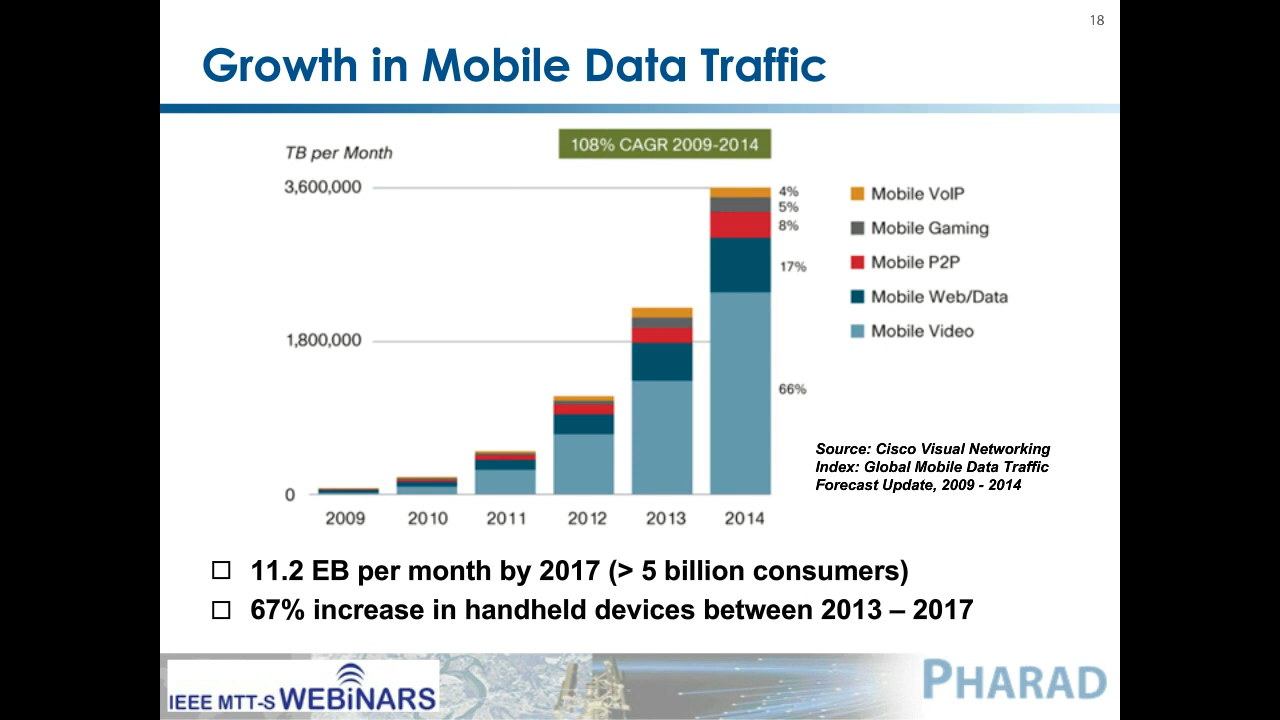 18
Growth in Mobile Data Traffic
108% CAGR 2009-2014
TB per Month
3,600,000
1,800,000
0
4%
5%
8%
17%
66%
Mobile VoIP
Mobile Gaming
Mobile P2P
Mobile Web/Data
Mobile Video
2009 2010 2011 2012 2013 2014
Source: Cisco Visual Networking
Index: Global Mobile Data Traffic
Forecast Update, 2009 - 2014
11.2 EB per month by 2017 (> 5 billion consumers)
67% increase in handheld devices between 2013 – 2017
IEEE MTT-S WEBiNARS
PHARAD